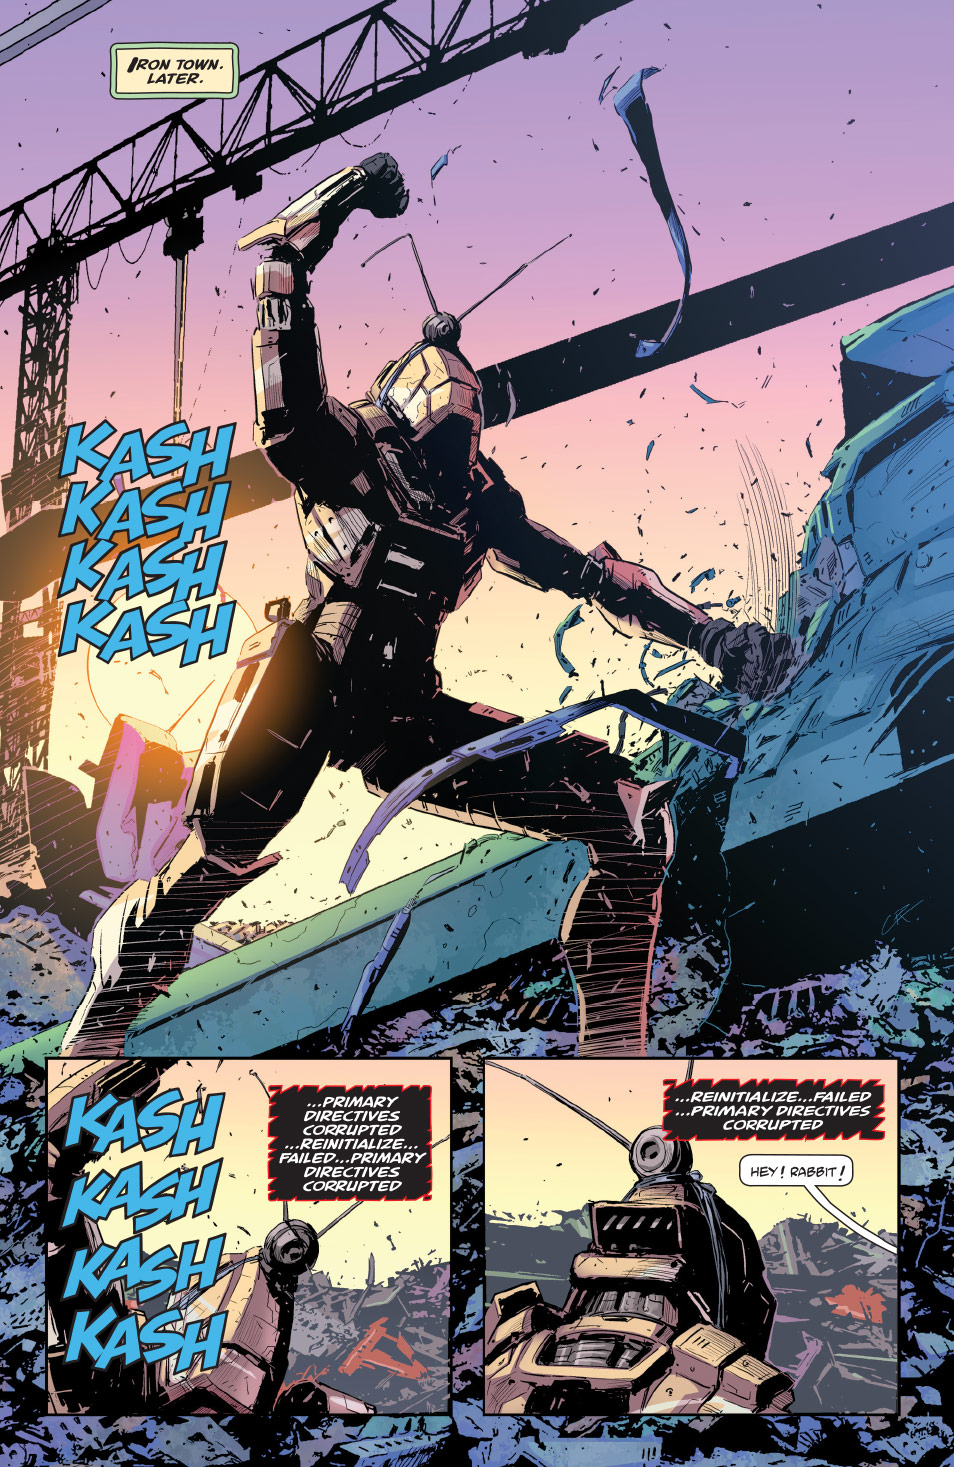 IRON TOWN.
LATER.
KASH
KASH
KASH
KASH
KASH
KASH
KASH
KASH
...PRIMARY
DIRECTIVES
CORRUPTED
...REINITIALIZE...
FAILED...PRIMARY
DIRECTIVES
CORRUPTED
...REINITIALIZE...FAILED
...PRIMARY DIRECTIVES
CORRUPTED
HEY! RABBIT!